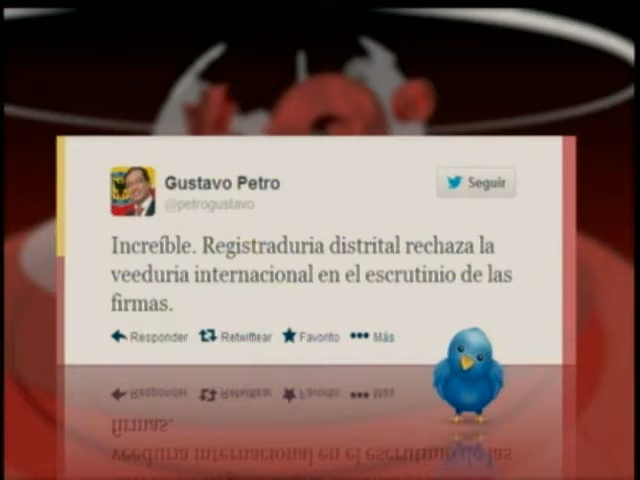 Gustavo Petro
@petrogustavo
Seguir
Increíble. Registraduria distrital rechaza la
veeduria internacional en el escrutinio de las
firmas.
Responder Retwittear Favorito Más